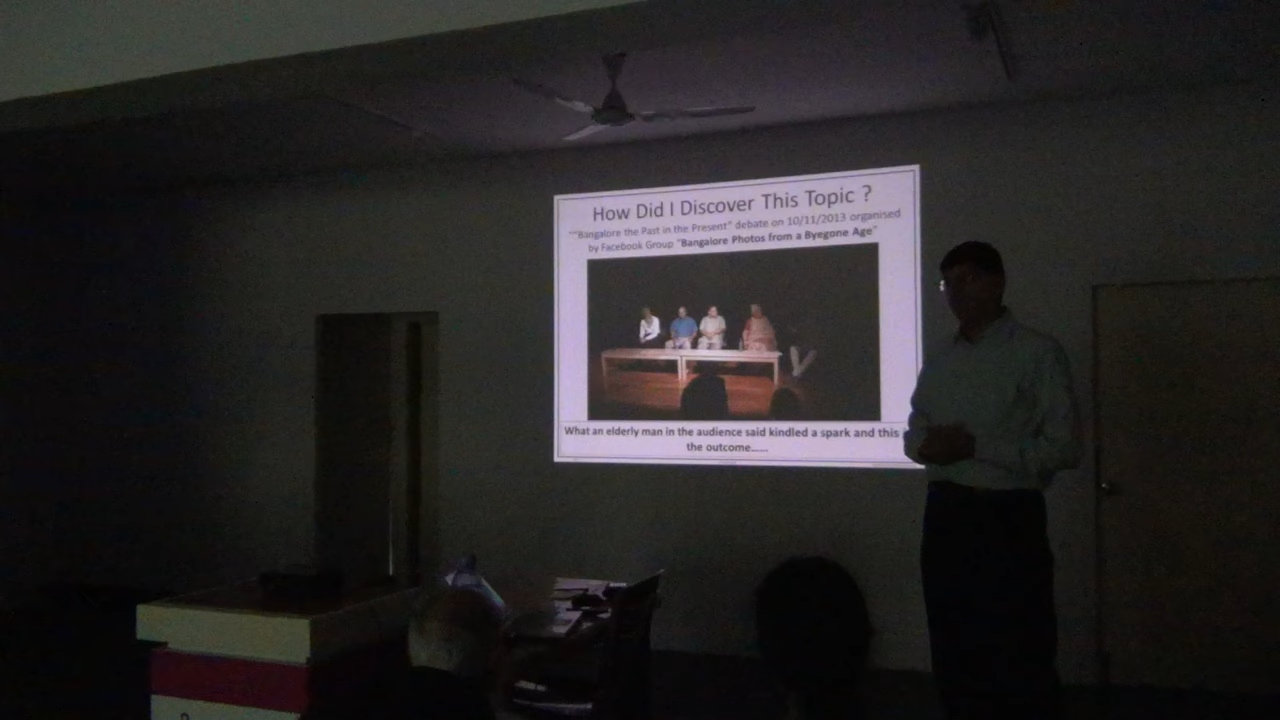 How Did I Discover This Topic ?
""Bangalore the Past in the Present" debate on 10/11/2013 organised
by Facebook Group "Bangalore Photos from a Byegone Age"
What an elderly man in the audience said kindled a spark and this
the outcome......